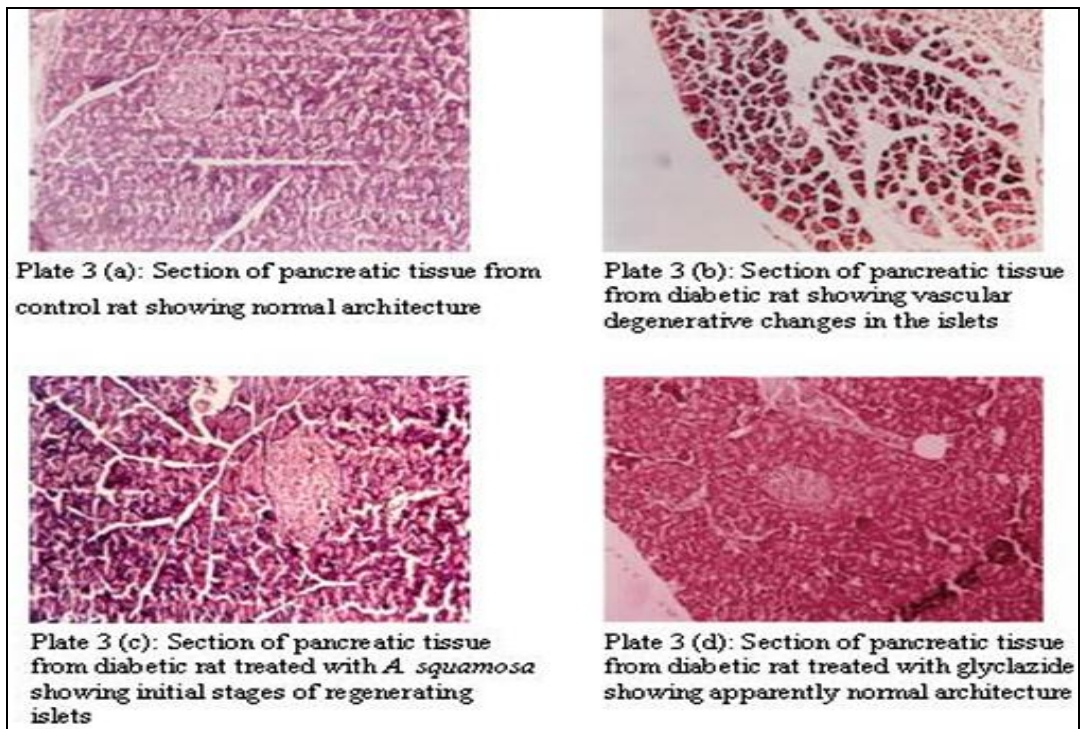 Plate 3 (a): Section of pancreatic tissue from
control rat showing normal architecture
Plate 3 (b): Section of pancreatic tissue
from diabetic rat showing vascular
degenerative changes in the islets
Plate 3 (c): Section of pancreatic tissue
from diabetic rat treated with A. squamosa
showing initial stages of regenerating
islets
Plate 3 (d): Section of pancreatic tissue
from diabetic rat treated with glyclazide
showing apparently normal architecture